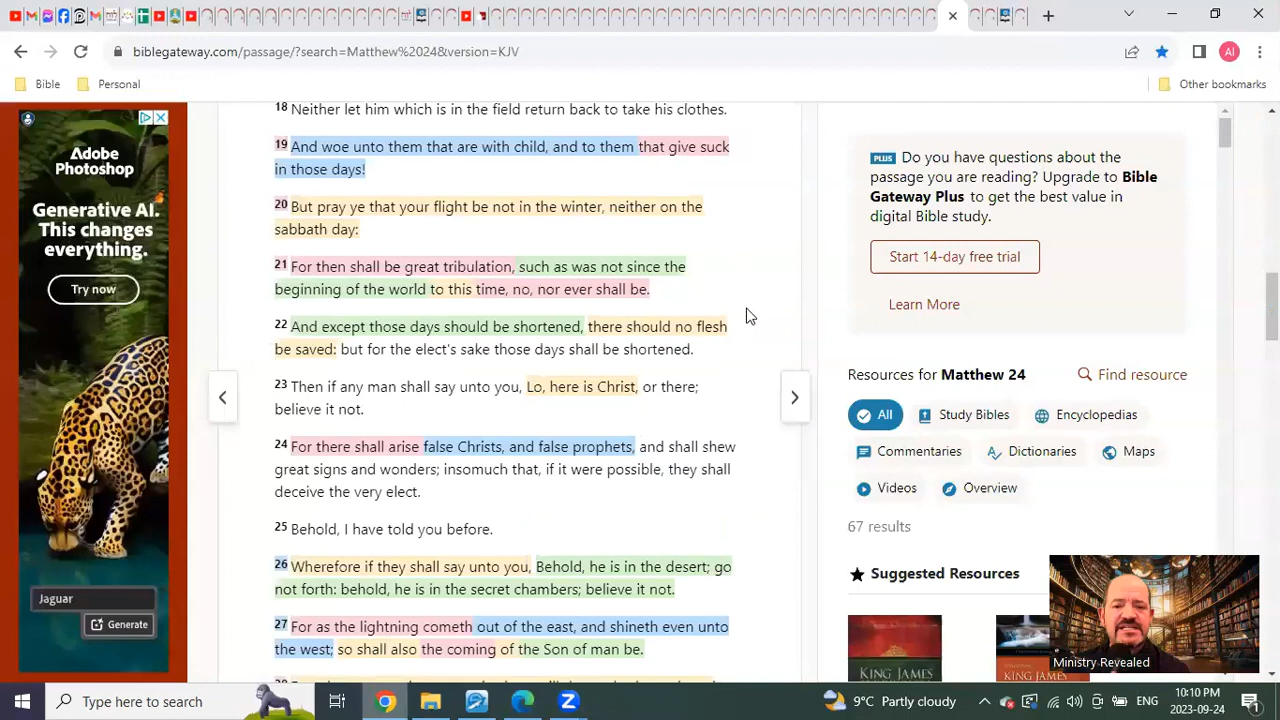 biblegateway.com/passage/?search=Matthew%2024&version=KJV
AI
Bible
Personal
Other bookmarks
Adobe
Photoshop
Generative AI.
This changes
everything.
Try now
Jaguar
Generate
18 Neither let him which is in the field return back to take his clothes.
19 And woe unto them that are with child, and to them that give suck
in those days!
20 But pray ye that your flight be not in the winter, neither on the
sabbath day:
21 For then shall be great tribulation, such as was not since the
beginning of the world to this time, no, nor ever shall be.
22 And except those days should be shortened, there should no flesh
be saved: but for the elect's sake those days shall be shortened.
23 Then if any man shall say unto you, Lo, here is Christ, or there;
believe it not.
24 For there shall arise false Christs, and false prophets, and shall shew
great signs and wonders; insomuch that, if it were possible, they shall
deceive the very elect.
25 Behold, I have told you before.
26 Wherefore if they shall say unto you, Behold, he is in the desert; go
not forth: behold, he is in the secret chambers; believe it not.
27 For as the lightning cometh out of the east, and shineth even unto
the west; so shall also the coming of the Son of man be.
PLUS Do you have questions about the
passage you are reading? Upgrade to Bible
Gateway Plus to get the best value in
digital Bible study.
Start 14-day free trial
Learn More
Resources for Matthew 24
Find resource
All
Study Bibles
Encyclopedias
Commentaries
Dictionaries
Maps
Videos
Overview
67 results
Suggested Resources
KING JAMES
KING JAMES
Ministry Revealed
Type here to search
9°C Partly cloudy
ENG
10:10 PM
2023-09-24
1